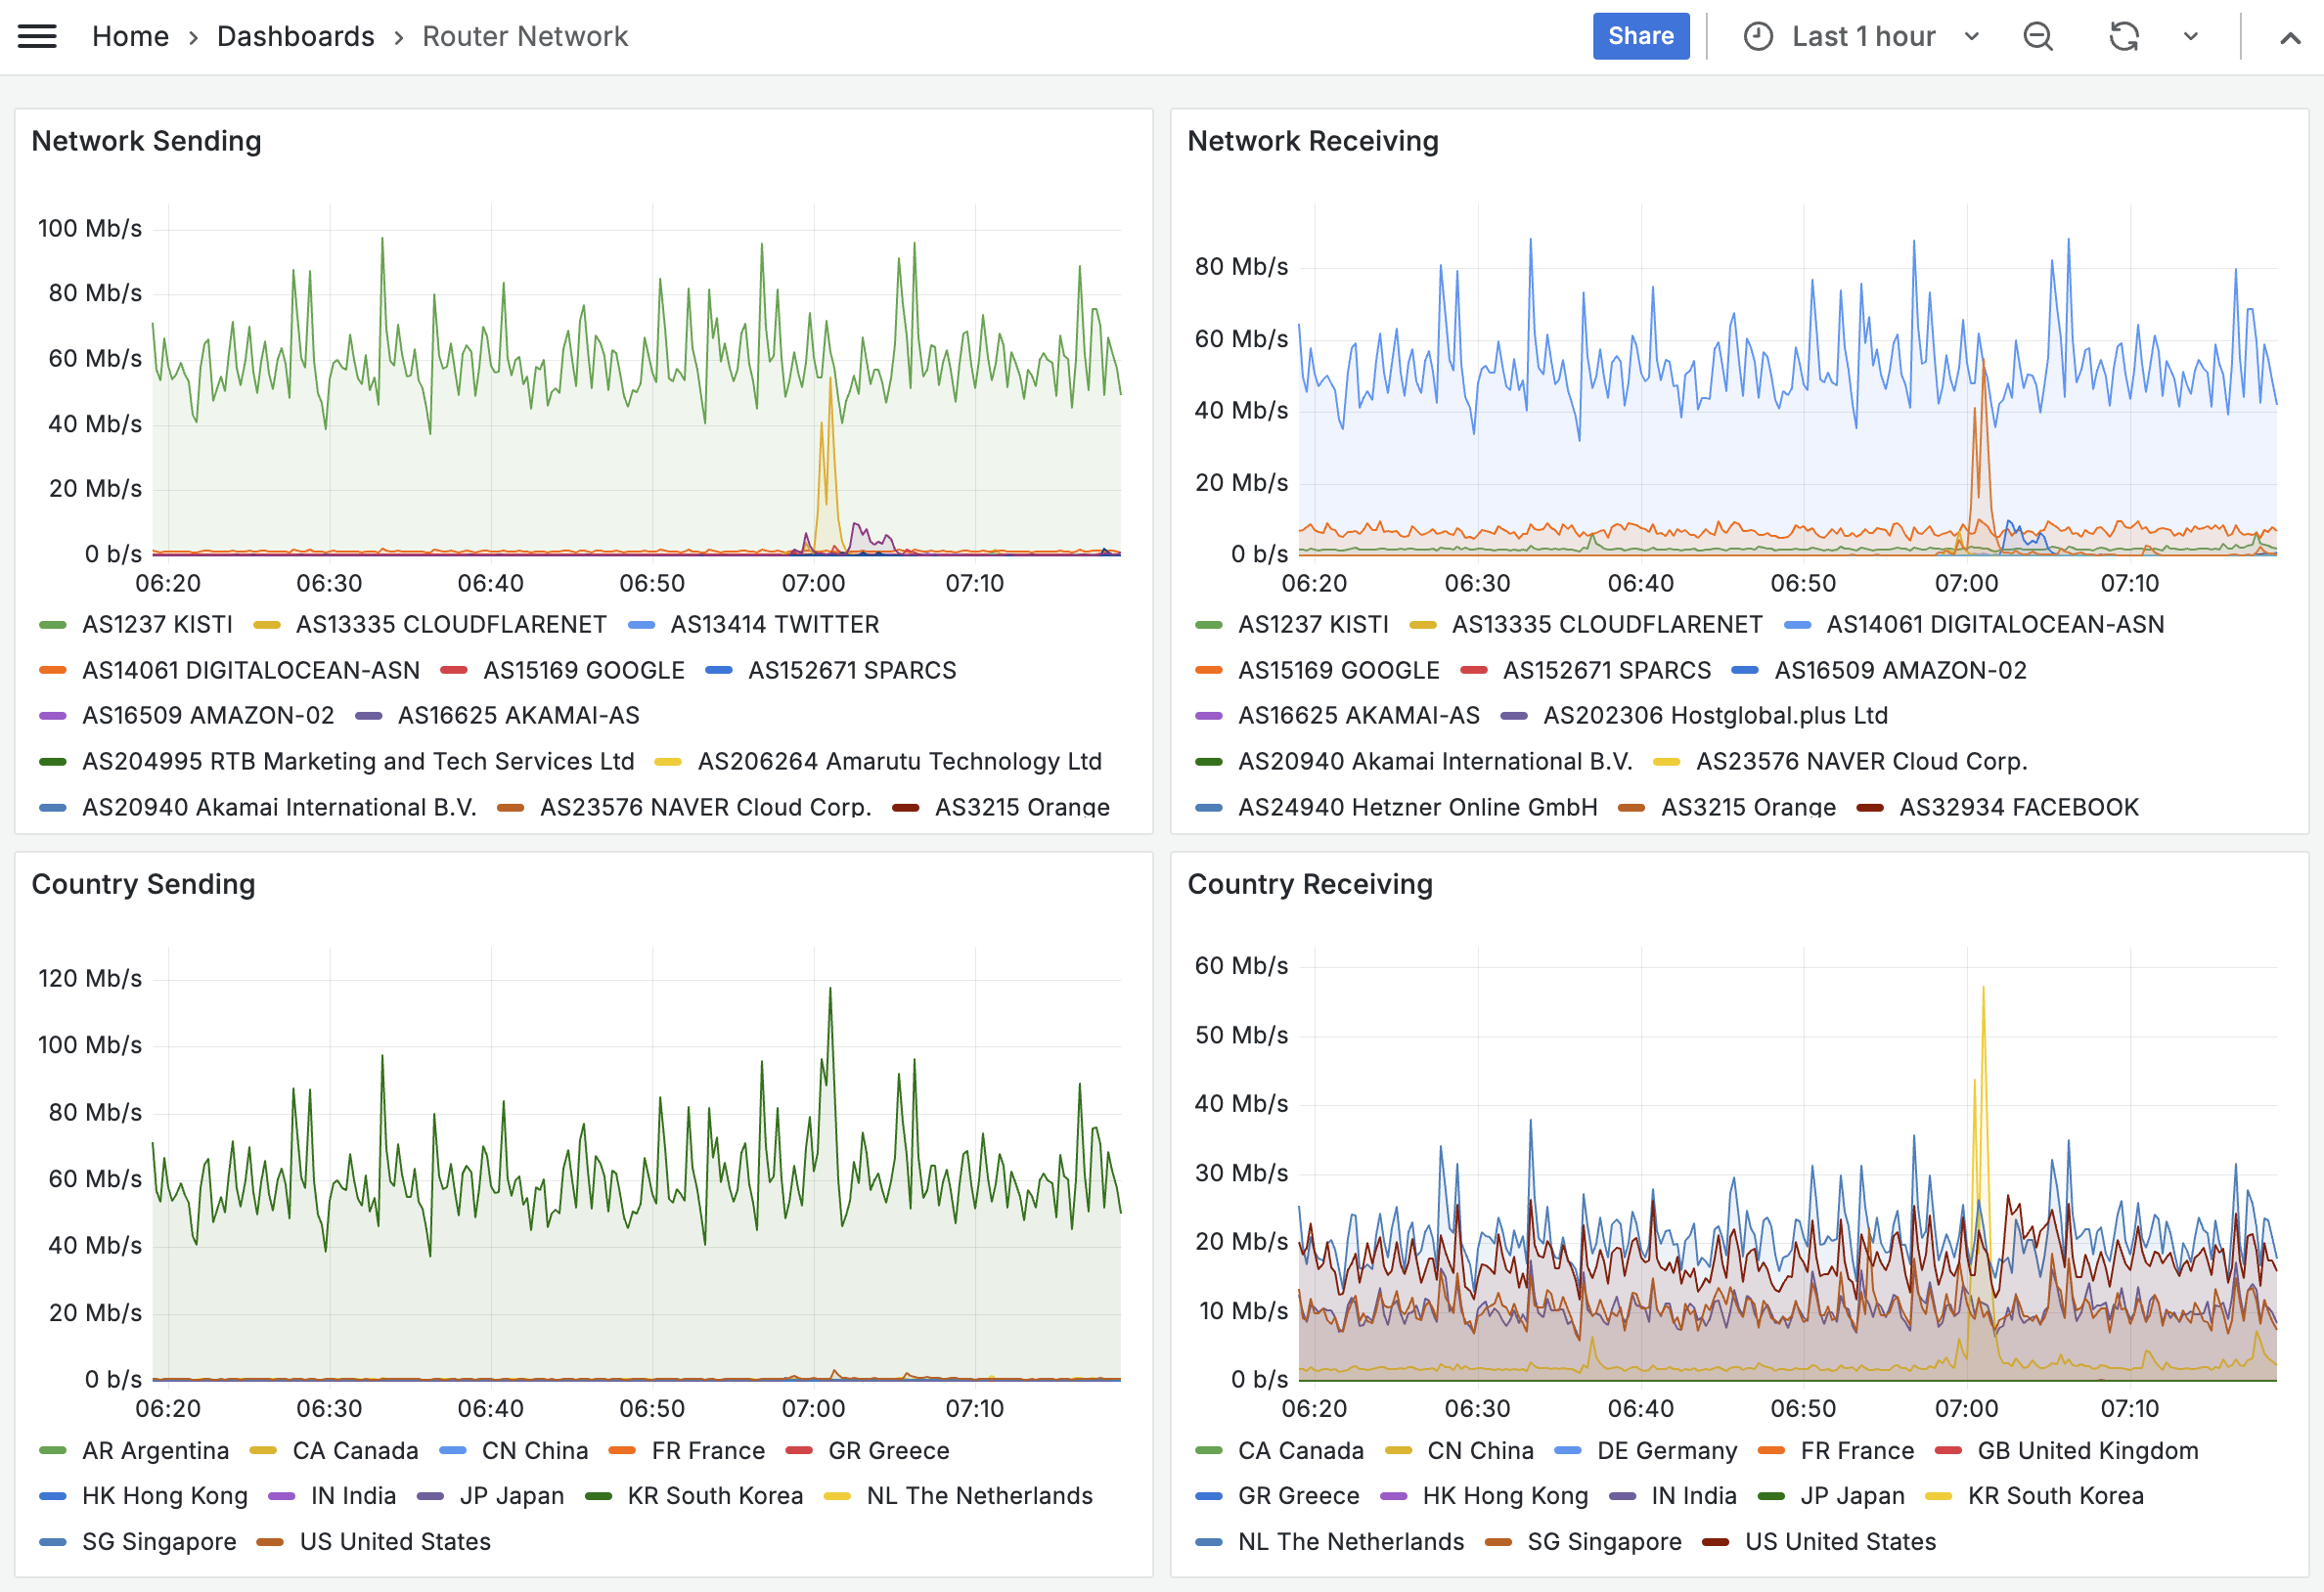 Home › Dashboards › Router Network Share Last 1 hour
Network Sending
100 Mb/s
80 Mb/s
60 Mb/s
40 Mb/s
20 Mb/s
0 b/s
06:20 06:30 06:40 06:50 07:00 07:10
AS1237 KISTI AS13335 CLOUDFLARENET AS13414 TWITTER
AS14061 DIGITALOCEAN-ASN AS15169 GOOGLE AS152671 SPARCS
AS16509 AMAZON-02 AS16625 AKAMAI-AS
AS204995 RTB Marketing and Tech Services Ltd AS206264 Amarutu Technology Ltd
AS20940 Akamai International B.V. AS23576 NAVER Cloud Corp. AS3215 Orange
Network Receiving
80 Mb/s
60 Mb/s
40 Mb/s
20 Mb/s
0 b/s
06:20 06:30 06:40 06:50 07:00 07:10
AS1237 KISTI AS13335 CLOUDFLARENET AS14061 DIGITALOCEAN-ASN
AS15169 GOOGLE AS152671 SPARCS AS16509 AMAZON-02
AS16625 AKAMAI-AS AS202306 Hostglobal.plus Ltd
AS20940 Akamai International B.V. AS23576 NAVER Cloud Corp.
AS24940 Hetzner Online GmbH AS3215 Orange AS32934 FACEBOOK
Country Sending
120 Mb/s
100 Mb/s
80 Mb/s
60 Mb/s
40 Mb/s
20 Mb/s
0 b/s
06:20 06:30 06:40 06:50 07:00 07:10
AR Argentina CA Canada CN China FR France GR Greece
HK Hong Kong IN India JP Japan KR South Korea NL The Netherlands
SG Singapore US United States
Country Receiving
60 Mb/s
50 Mb/s
40 Mb/s
30 Mb/s
20 Mb/s
10 Mb/s
0 b/s
06:20 06:30 06:40 06:50 07:00 07:10
CA Canada CN China DE Germany FR France GB United Kingdom
GR Greece HK Hong Kong IN India JP Japan KR South Korea
NL The Netherlands SG Singapore US United States